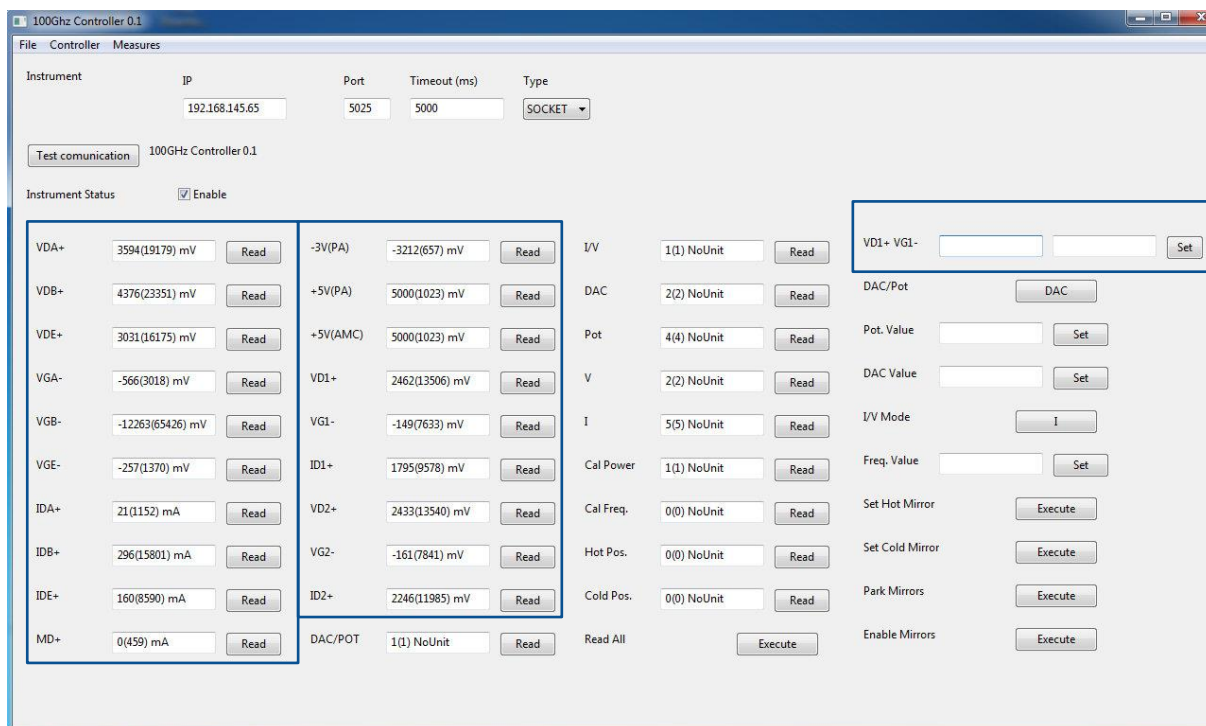 100Ghz Controller 0.1
File Controller Measures
Instrument IP Port Timeout (ms) Type
192.168.145.65 5025 5000 SOCKET
Test comunication 100GHz Controller 0.1
Instrument Status Enable
VDA+ 3594(19179) mV Read -3V(PA) -3212(657) mV Read I/V 1(1) NoUnit Read VD1+ VG1- Set
VDB+ 4376(23351) mV Read +5V(PA) 5000(1023) mV Read DAC 2(2) NoUnit Read DAC/Pot DAC
VDE+ 3031(16175) mV Read +5V(AMC) 5000(1023) mV Read Pot 4(4) NoUnit Read Pot. Value Set
VGA- -566(3018) mV Read VD1+ 2462(13506) mV Read V 2(2) NoUnit Read DAC Value Set
VGB- -12263(65426) mV Read VG1- -149(7633) mV Read I 5(5) NoUnit Read I/V Mode I
VGE- -257(1370) mV Read ID1+ 1795(9578) mV Read Cal Power 1(1) NoUnit Read Freq. Value Set
IDA+ 21(1152) mA Read VD2+ 2433(13540) mV Read Cal Freq. 0(0) NoUnit Read Set Hot Mirror Execute
IDB+ 296(15801) mA Read VG2- -161(7841) mV Read Hot Pos. 0(0) NoUnit Read Set Cold Mirror Execute
IDE+ 160(8590) mA Read ID2+ 2246(11985) mV Read Cold Pos. 0(0) NoUnit Read Park Mirrors Execute
MD+ 0(459) mA Read DAC/POT 1(1) NoUnit Read Read All Execute Enable Mirrors Execute